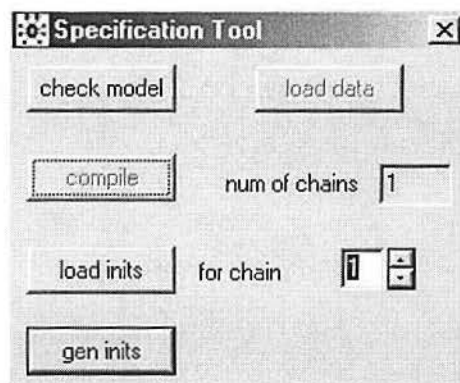 Specification Tool
check model load data
compile num of chains 1
load inits for chain 1
gen inits